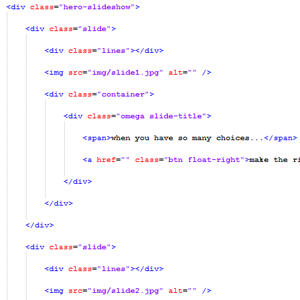 <div class="hero-slideshow">
<div class="slide">
<div class="lines"></div>
<img src="img/slide1.jpg" alt="" />
<div class="container">
<div class="omega slide-title">
<span>when you have so many choices...</span>
<a href="" class="btn float-right">make the
</div>
</div>
</div>
<div class="slide">
<div class="lines"></div>
<img src="img/slide2.jpg" alt="" />